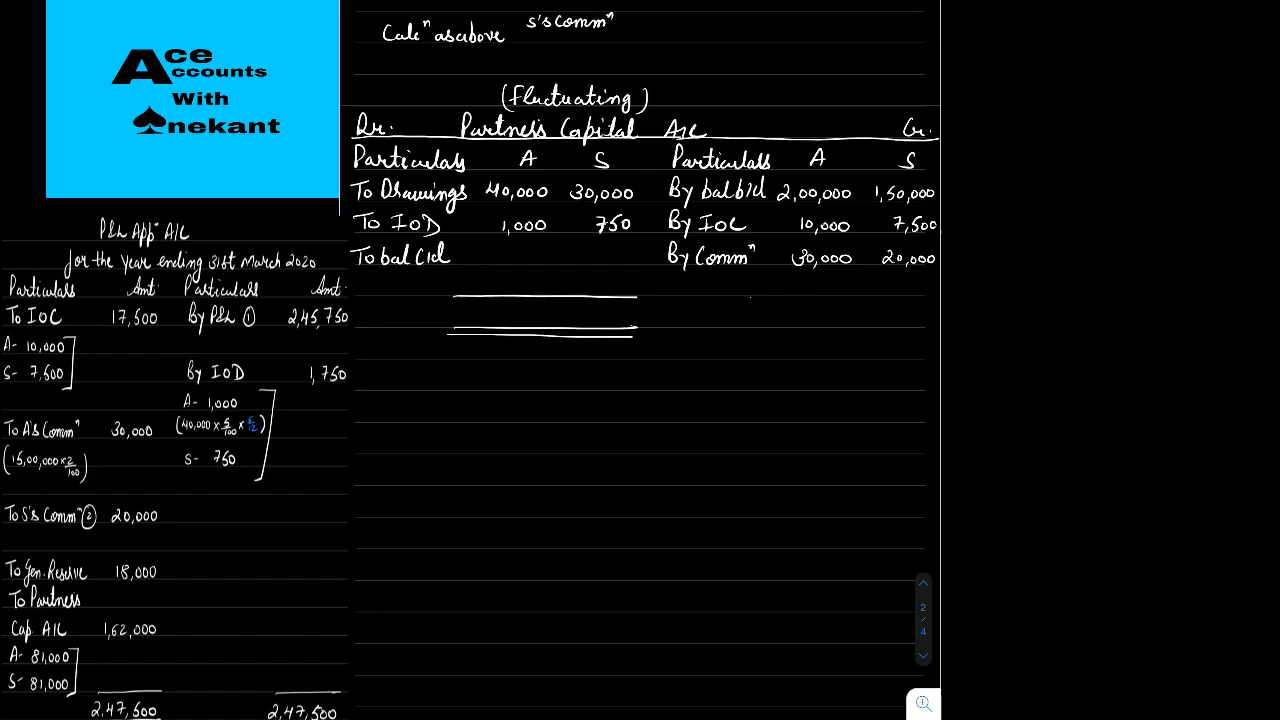 Ace
Accounts
With
Anekant
P&L Appⁿ A/C
for the Year ending 31st March 2020
Particulars Amt. Particulars Amt.
To IOC 17,500 By P&L ① 2,45,750
A- 10,000
S- 7,500 By IOD 1,750
A- 1,000
To A's Commⁿ 30,000 (40,000 × 5/100 × 6/12)
(15,00,000 × 2/100) S- 750
To S's Commⁿ ② 20,000
To Gen. Reserve 18,000
To Partners
Cap. A/C 1,62,000
A- 81,000
S- 81,000
2,47,500 2,47,500
Calcⁿ as above S's Commⁿ
(Fluctuating)
Dr. Partners Capital A/C Cr.
Particulars A S Particulars A S
To Drawings 40,000 30,000 By bal b/d 2,00,000 1,50,000
To IOD 1,000 750 By IOC 10,000 7,500
To bal C/d By Commⁿ 30,000 20,000
2
/
4